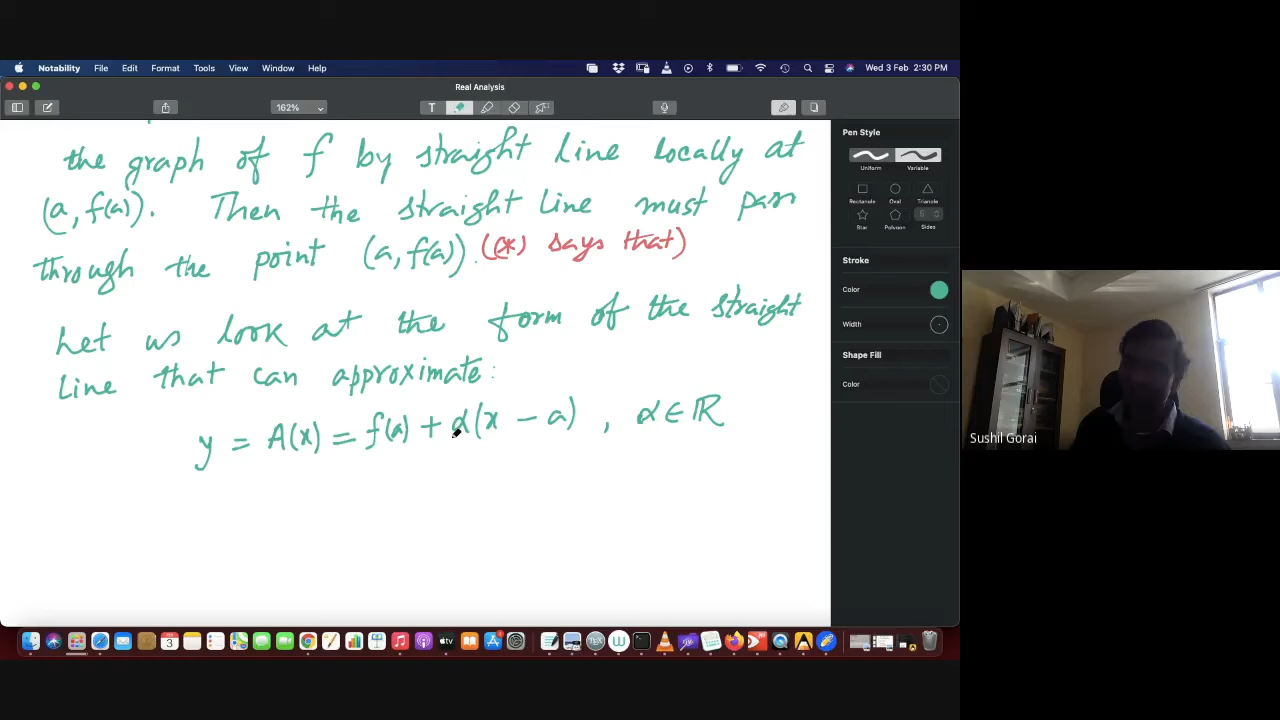 Notability File Edit Format Tools View Window Help Wed 3 Feb 2:30 PM
Real Analysis
162% T
Pen Style
Uniform Variable
Rectangle Oval Triangle
Star Polygon 5 Sides
Stroke
Color
Width
Shape Fill
Color
the graph of f by straight line locally at
(a, f(a)). Then the straight line must pass
through the point (a, f(a)). ((*) says that)
Let us look at the form of the straight
line that can approximate:
y = A(x) = f(a) + α(x - a) , α ∈ ℝ
Sushil Gorai